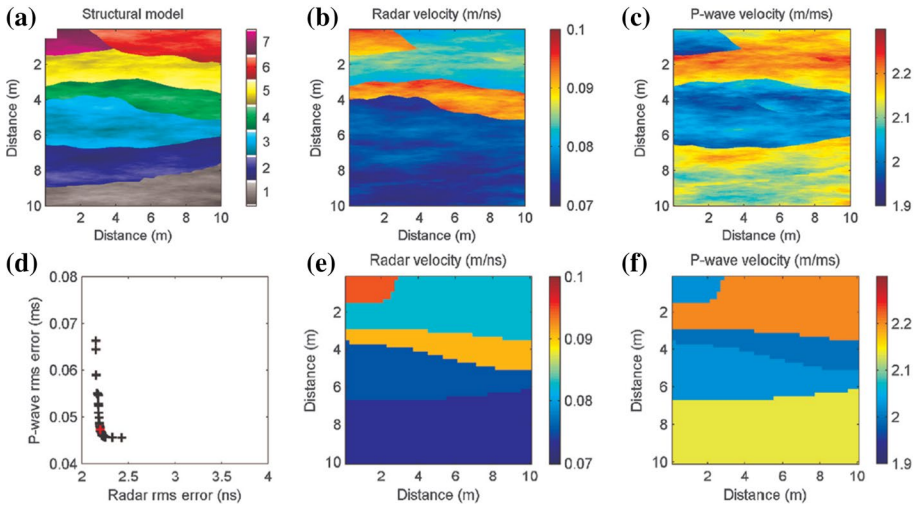 (a) Structural model
Distance (m)
2
4
6
8
10
2 4 6 8 10
Distance (m)
7
6
5
4
3
2
1
(b) Radar velocity (m/ns)
Distance (m)
2
4
6
8
10
2 4 6 8 10
Distance (m)
0.1
0.09
0.08
0.07
(c) P-wave velocity (m/ms)
Distance (m)
2
4
6
8
10
2 4 6 8 10
Distance (m)
2.2
2.1
2
1.9
(d)
P-wave rms error (ms)
0.08
0.07
0.06
0.05
0.04
2 2.5 3 3.5 4
Radar rms error (ns)
(e) Radar velocity (m/ns)
Distance (m)
2
4
6
8
10
2 4 6 8 10
Distance (m)
0.1
0.09
0.08
0.07
(f) P-wave velocity (m/ms)
Distance (m)
2
4
6
8
10
2 4 6 8 10
Distance (m)
2.2
2.1
2
1.9